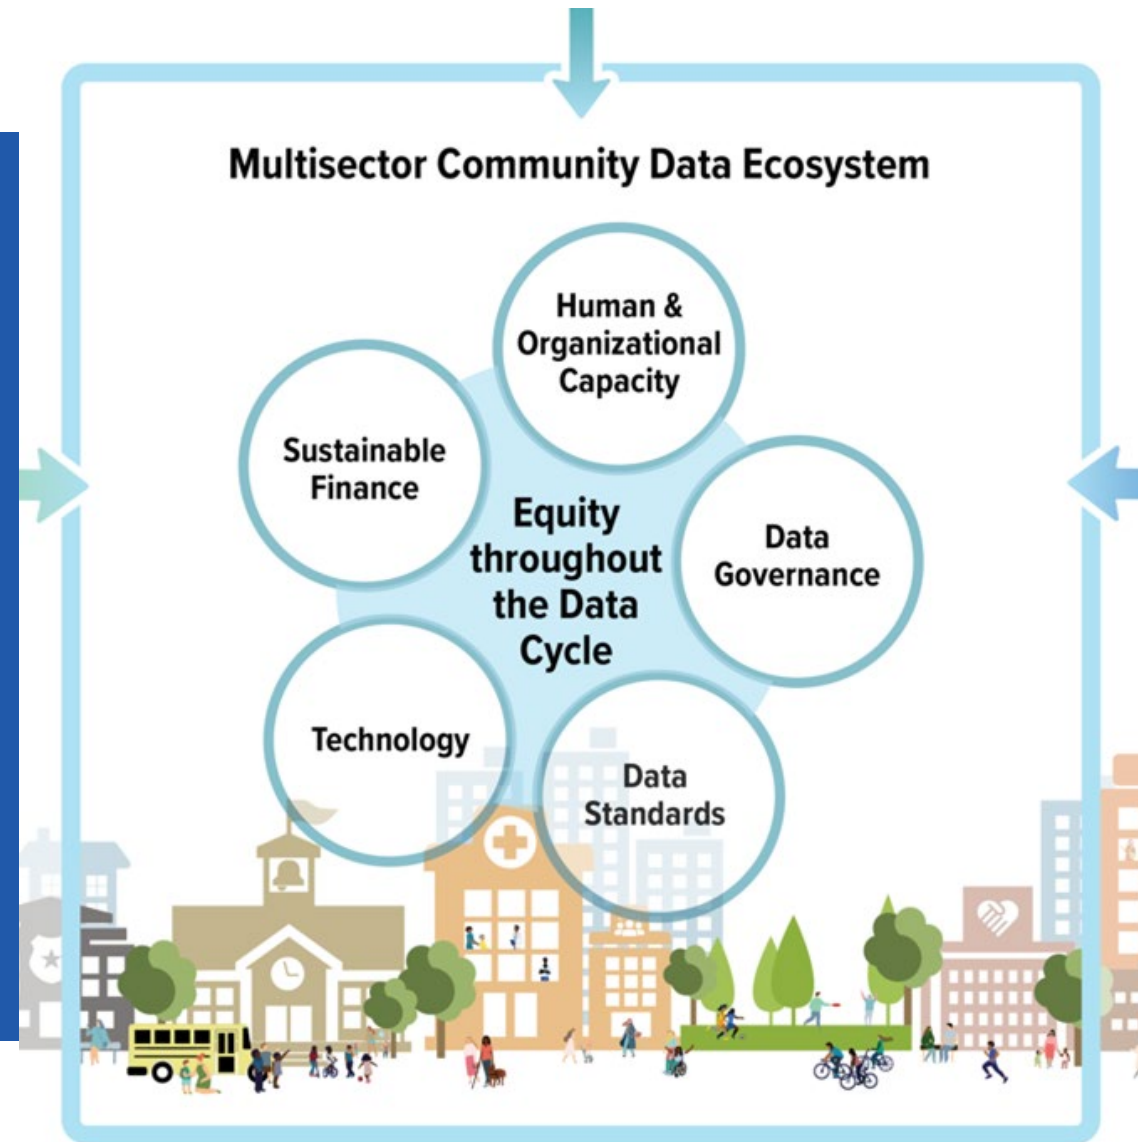 Multisector Community Data Ecosystem
Human &
Organizational
Capacity
Sustainable
Finance
Equity
throughout
the Data
Cycle
Data
Governance
Technology
Data
Standards